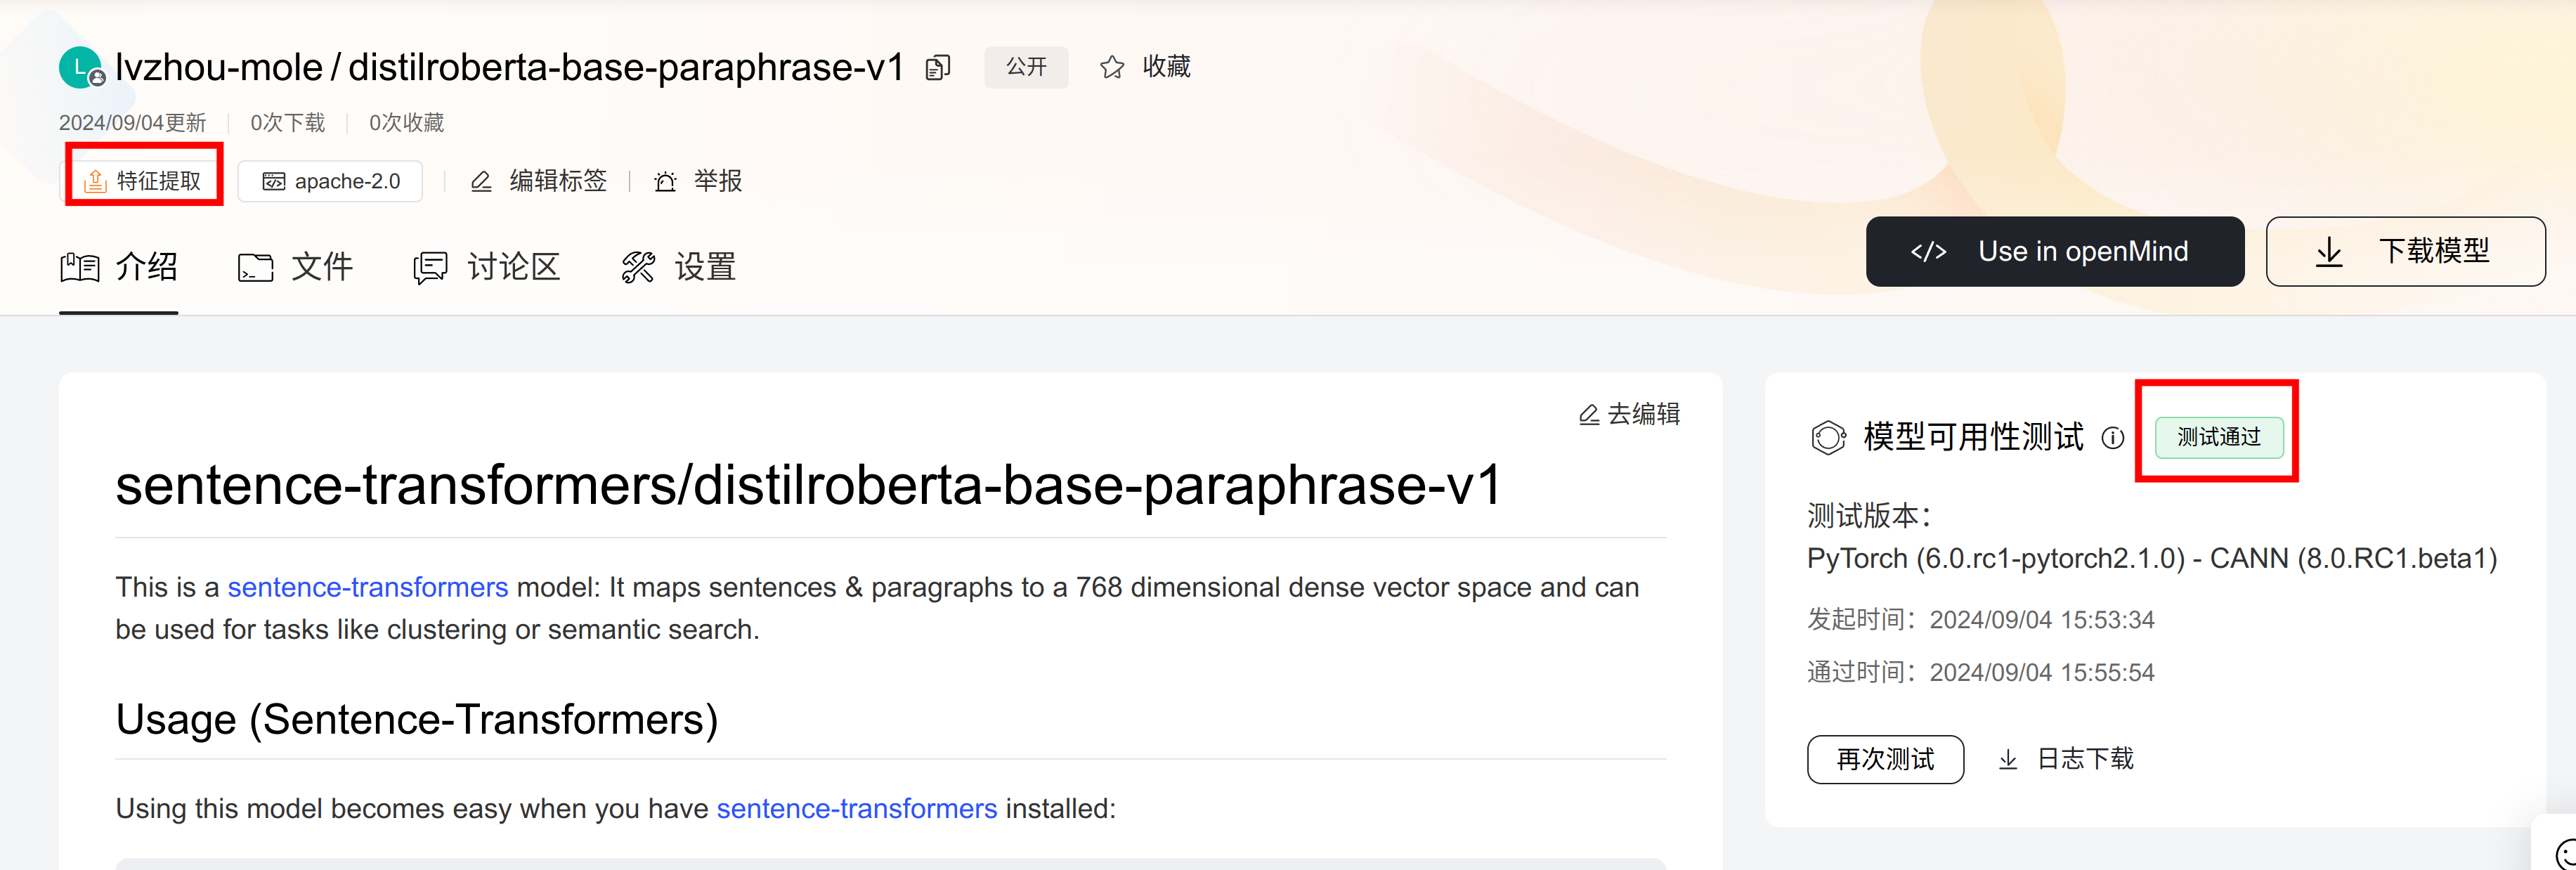 L lvzhou-mole / distilroberta-base-paraphrase-v1 公开 收藏
2024/09/04更新 0次下载 0次收藏
特征提取 apache-2.0 编辑标签 举报
介绍 文件 讨论区 设置
</> Use in openMind 下载模型
去编辑
sentence-transformers/distilroberta-base-paraphrase-v1
This is a sentence-transformers model: It maps sentences & paragraphs to a 768 dimensional dense vector space and can
be used for tasks like clustering or semantic search.
Usage (Sentence-Transformers)
Using this model becomes easy when you have sentence-transformers installed:
模型可用性测试 测试通过
测试版本：
PyTorch (6.0.rc1-pytorch2.1.0) - CANN (8.0.RC1.beta1)
发起时间：2024/09/04 15:53:34
通过时间：2024/09/04 15:55:54
再次测试 日志下载